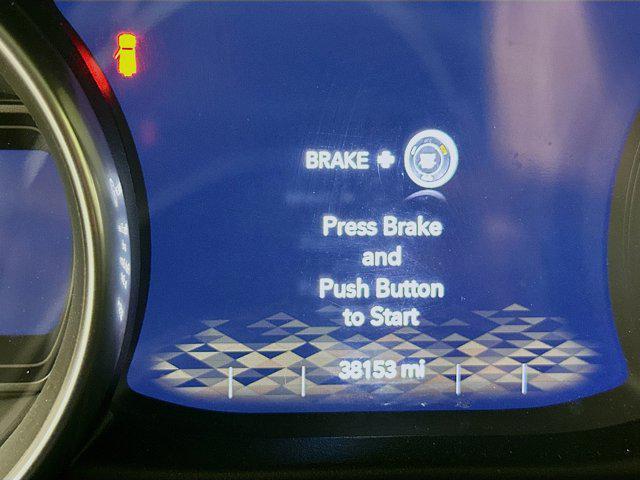 BRAKE +
Press Brake
and
Push Button
to Start
38153 mi